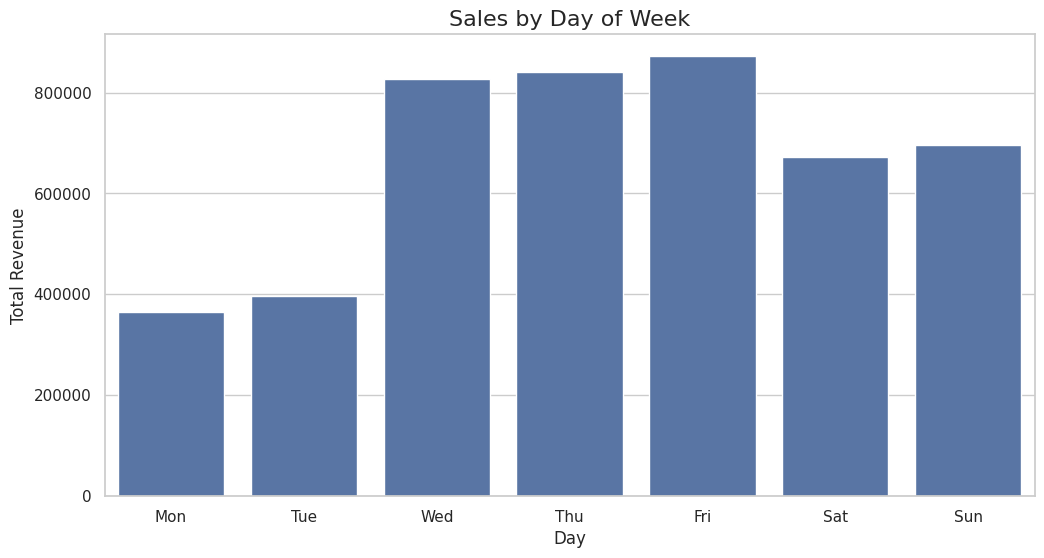 Sales by Day of Week
Total Revenue
800000
600000
400000
200000
0
Mon Tue Wed Thu Fri Sat Sun
Day